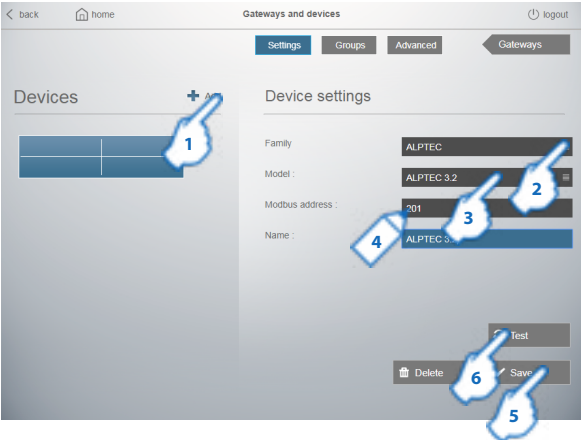 back home Gateways and devices logout
Settings Groups Advanced Gateways
Devices
Device settings
1
Family
ALPTEC
2
Model :
ALPTEC 3.2
3
Modbus address :
201
4
Name :
ALPTEC
Test
6
Delete
Save
5